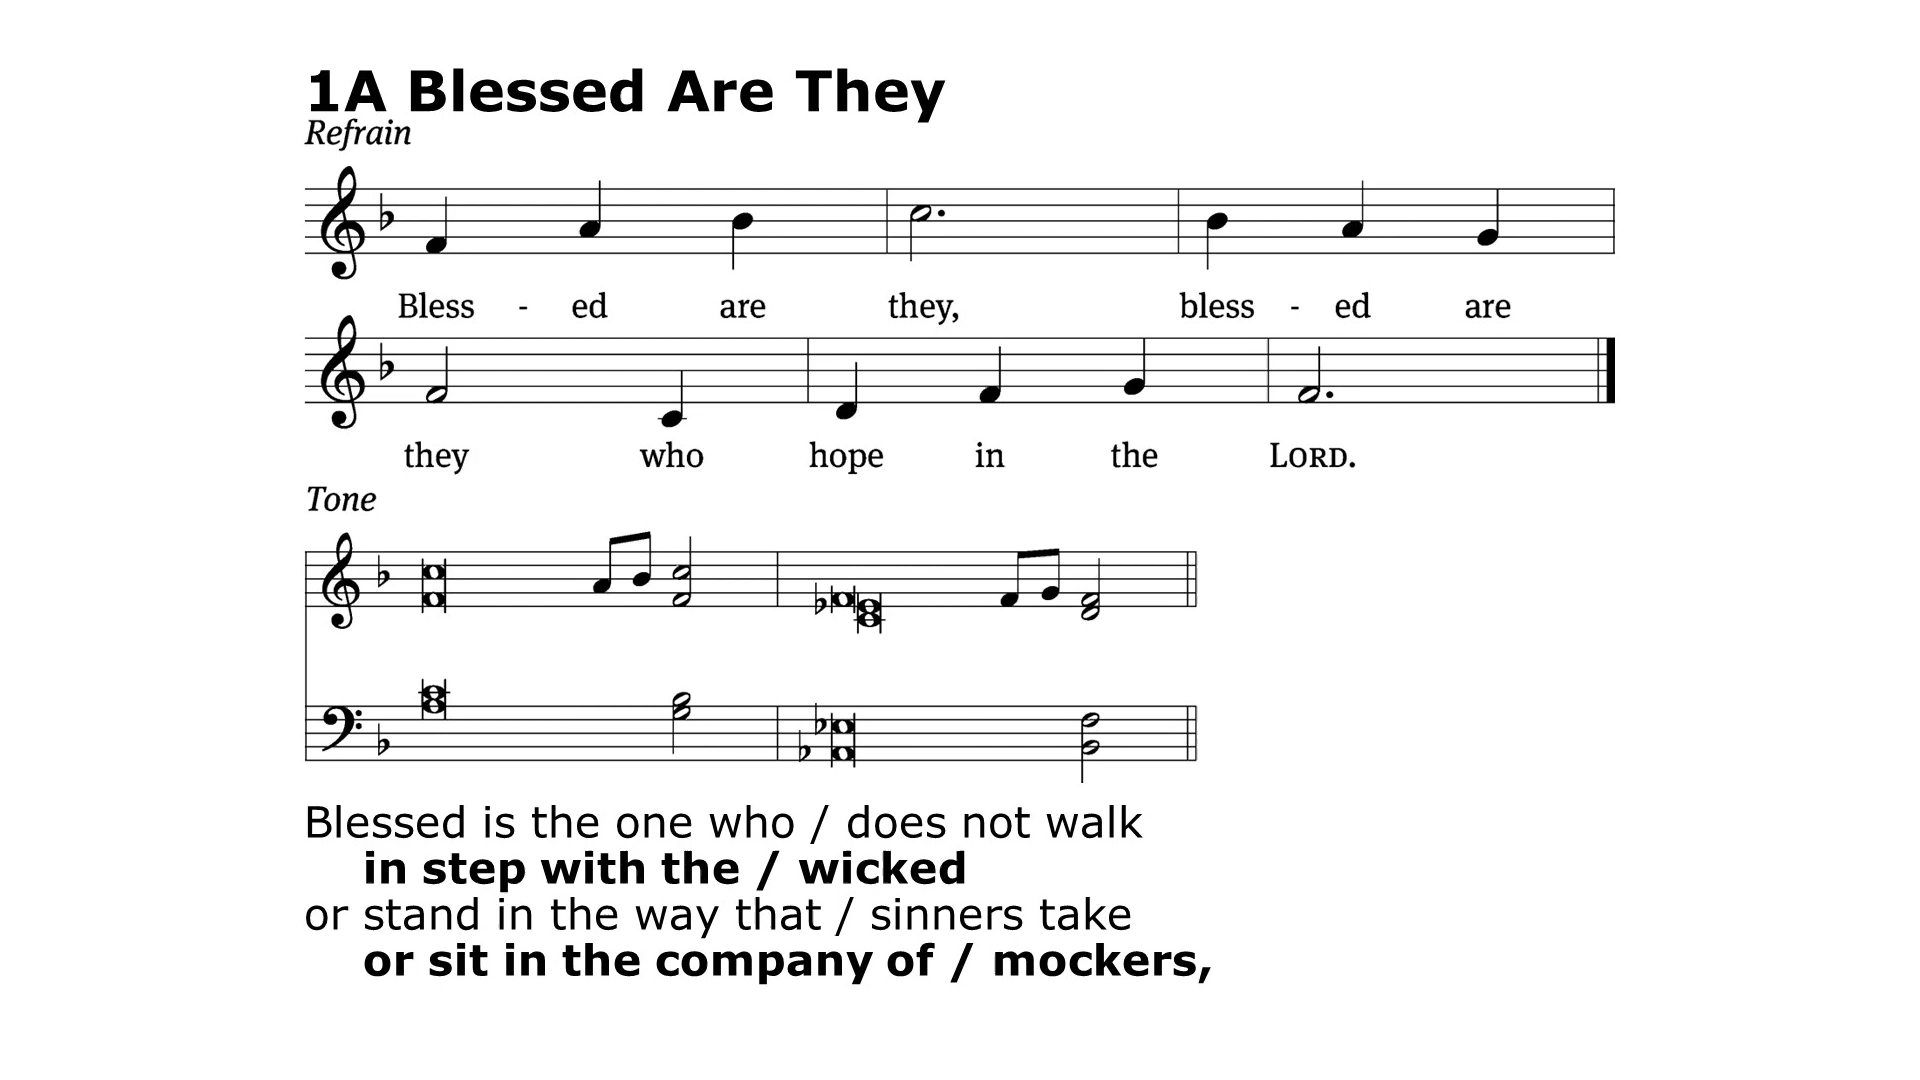 1A Blessed Are They
Refrain
Bless - ed are they, bless - ed are
they who hope in the LORD.
Tone
Blessed is the one who / does not walk
in step with the / wicked
or stand in the way that / sinners take
or sit in the company of / mockers,